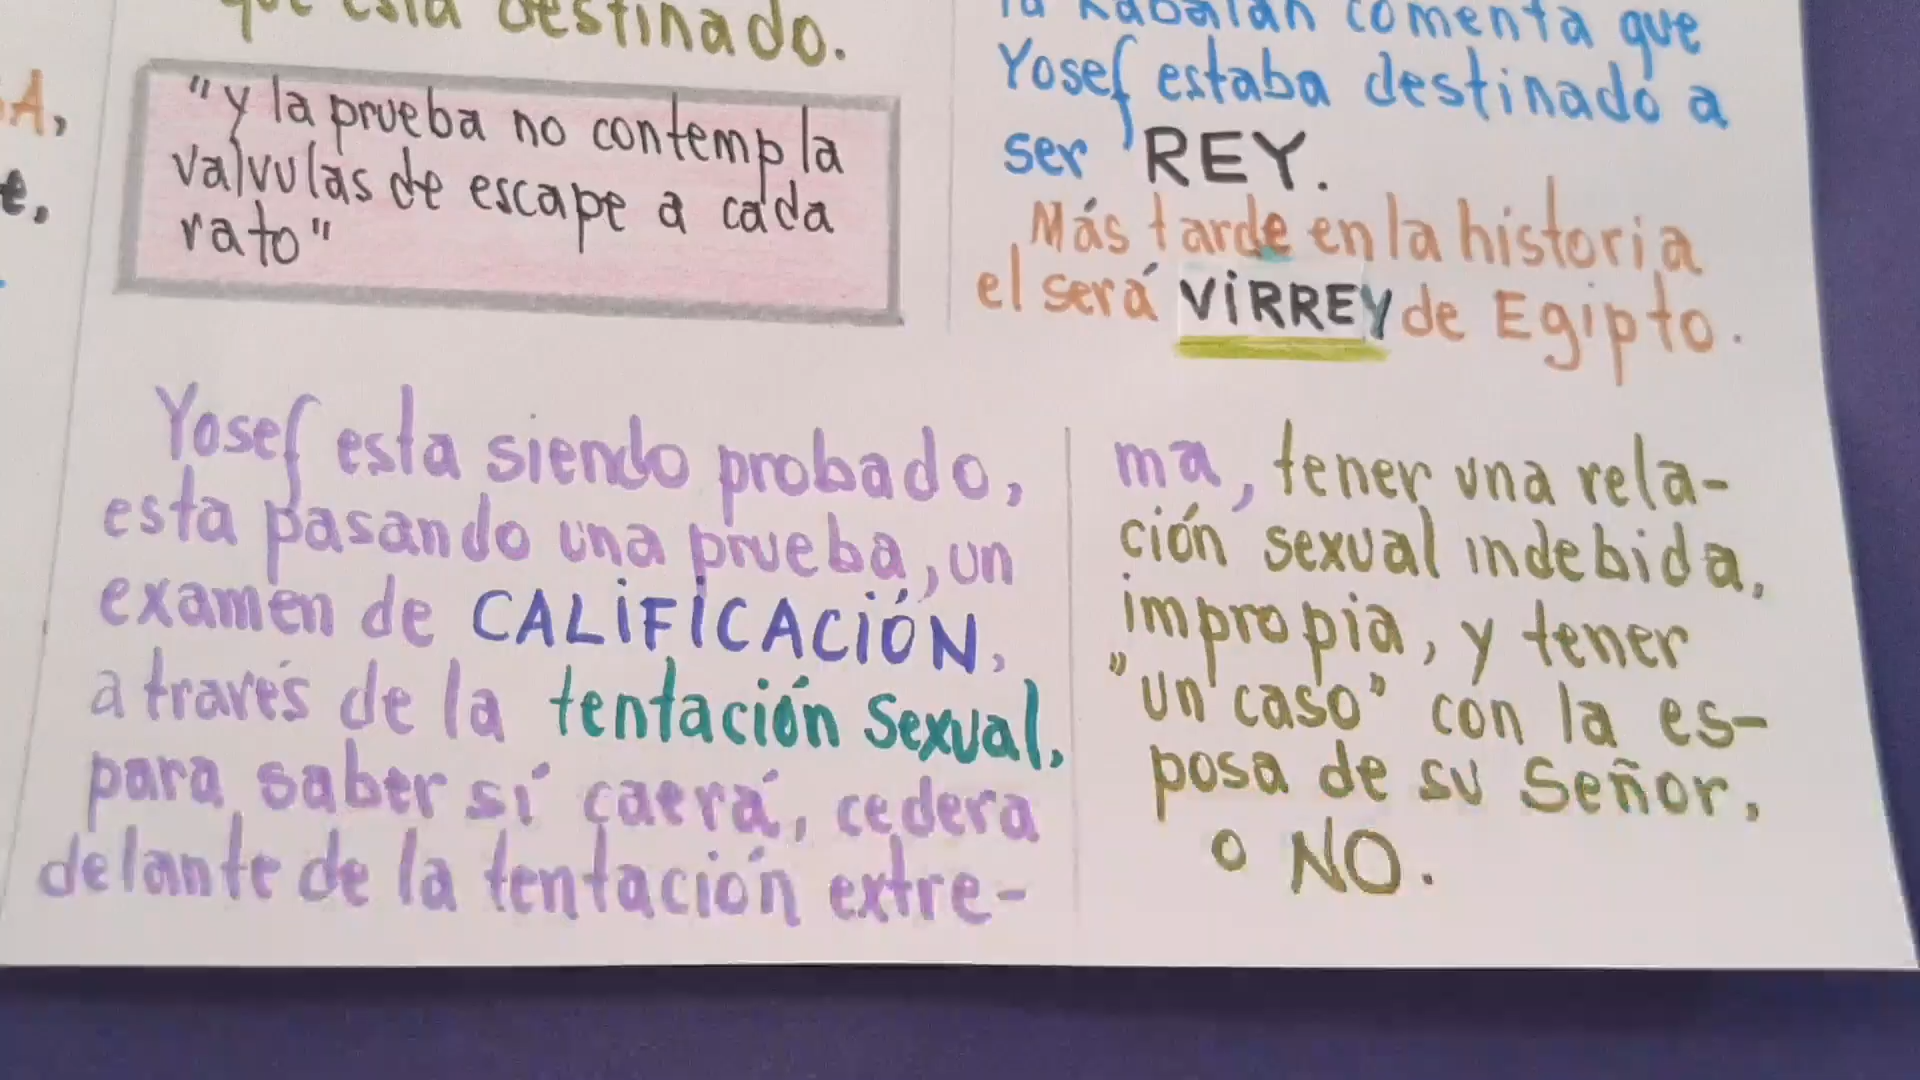 que está destinado.
"y la prueba no contempla
valvulas de escape a cada
rato"
la Kabalah comenta que
Yosef estaba destinado a
ser REY.
Más tarde en la historia
el será ViRREY de Egipto.
A,
e,
Yosef esta siendo probado,
esta pasando una prueba, un
examen de CALiFiCACiÓN,
a través de la tentación Sexual,
para saber sí caerá, cedera
delante de la tentación extre-
ma, tener una rela-
ción sexual indebida,
impropia, y tener
"un caso" con la es-
posa de su Señor,
o NO.